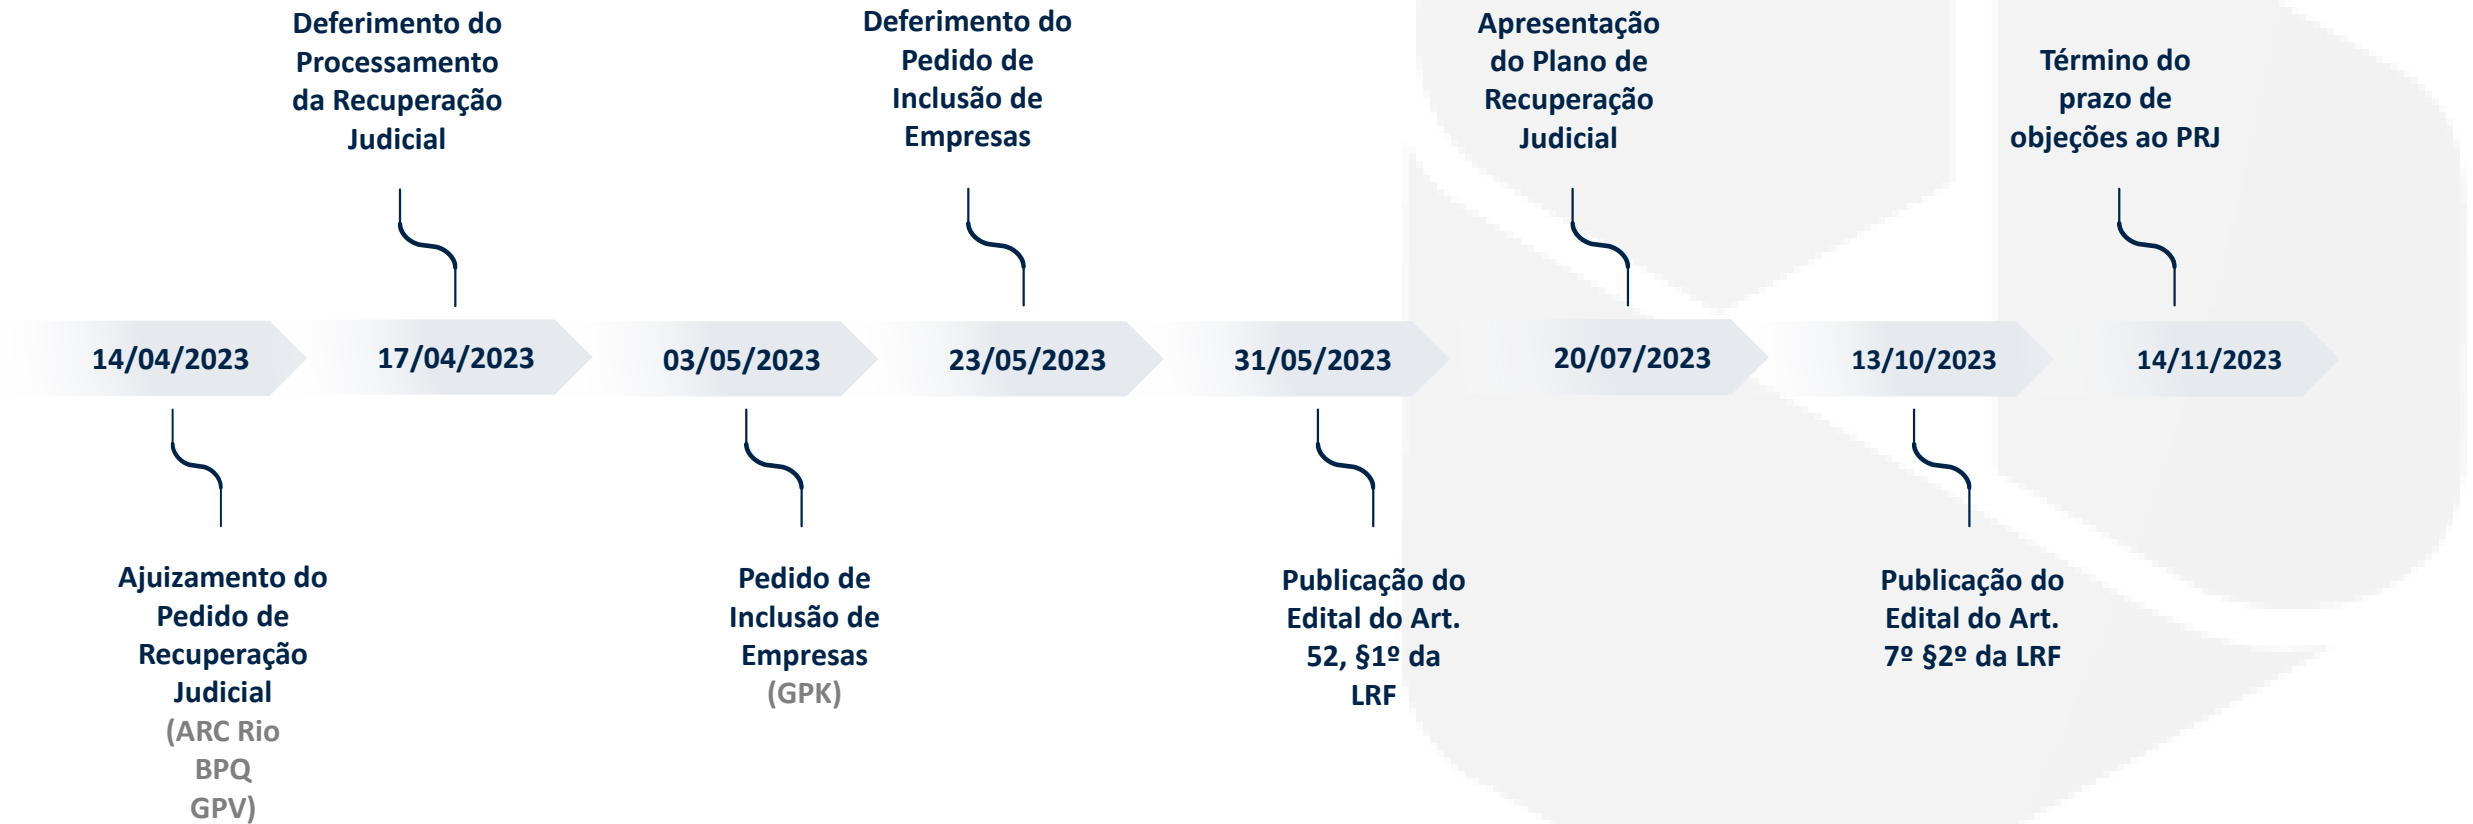 Deferimento do
Processamento
da Recuperação
Judicial
Deferimento do
Pedido de
Inclusão de
Empresas
Apresentação
do Plano de
Recuperação
Judicial
Término do
prazo de
objeções ao PRJ
14/04/2023
17/04/2023
03/05/2023
23/05/2023
31/05/2023
20/07/2023
13/10/2023
14/11/2023
Ajuizamento do
Pedido de
Recuperação
Judicial
(ARC Rio
BPQ
GPV)
Pedido de
Inclusão de
Empresas
(GPK)
Publicação do
Edital do Art.
52, §1º da
LRF
Publicação do
Edital do Art.
7º §2º da LRF